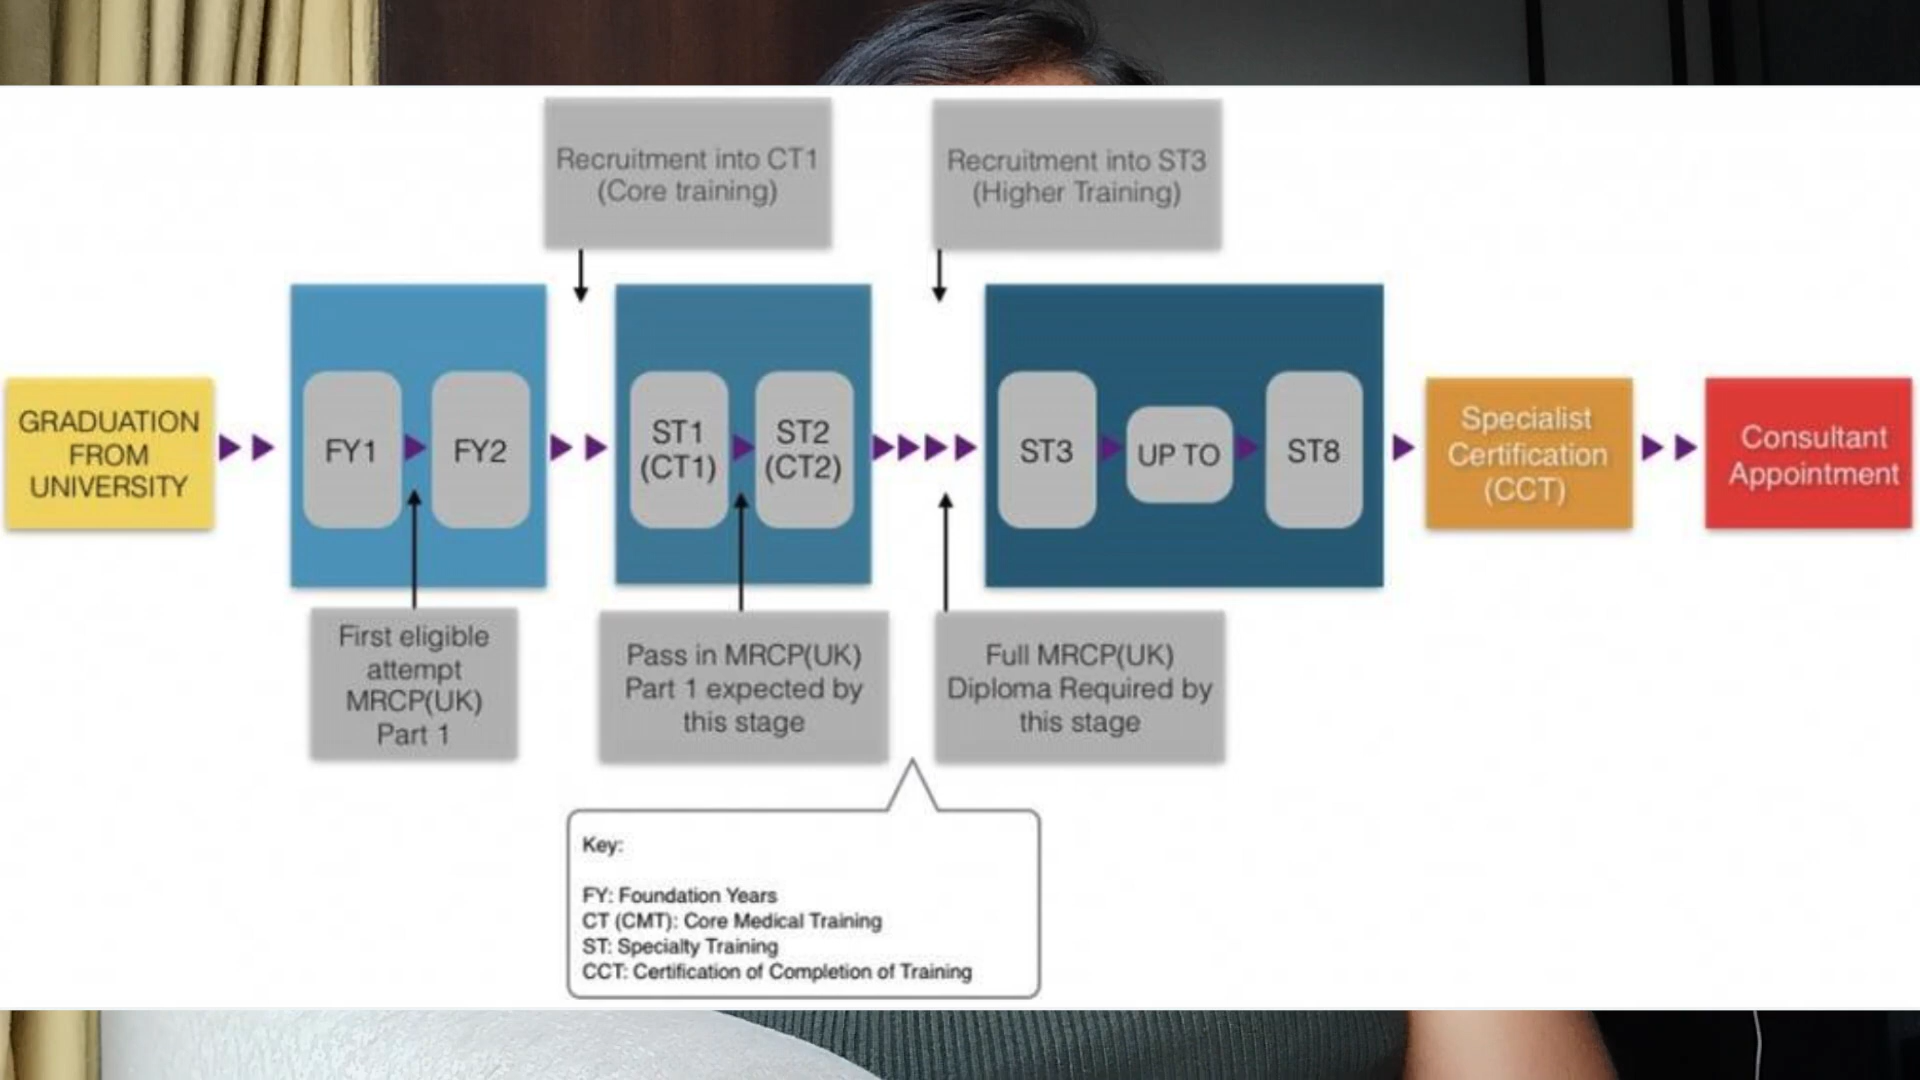 Recruitment into CT1
(Core training)
Recruitment into ST3
(Higher Training)
GRADUATION
FROM
UNIVERSITY
FY1
FY2
ST1
(CT1)
ST2
(CT2)
ST3
UP TO
ST8
Specialist
Certification
(CCT)
Consultant
Appointment
First eligible
attempt
MRCP(UK)
Part 1
Pass in MRCP(UK)
Part 1 expected by
this stage
Full MRCP(UK)
Diploma Required by
this stage
Key:
FY: Foundation Years
CT (CMT): Core Medical Training
ST: Specialty Training
CCT: Certification of Completion of Training